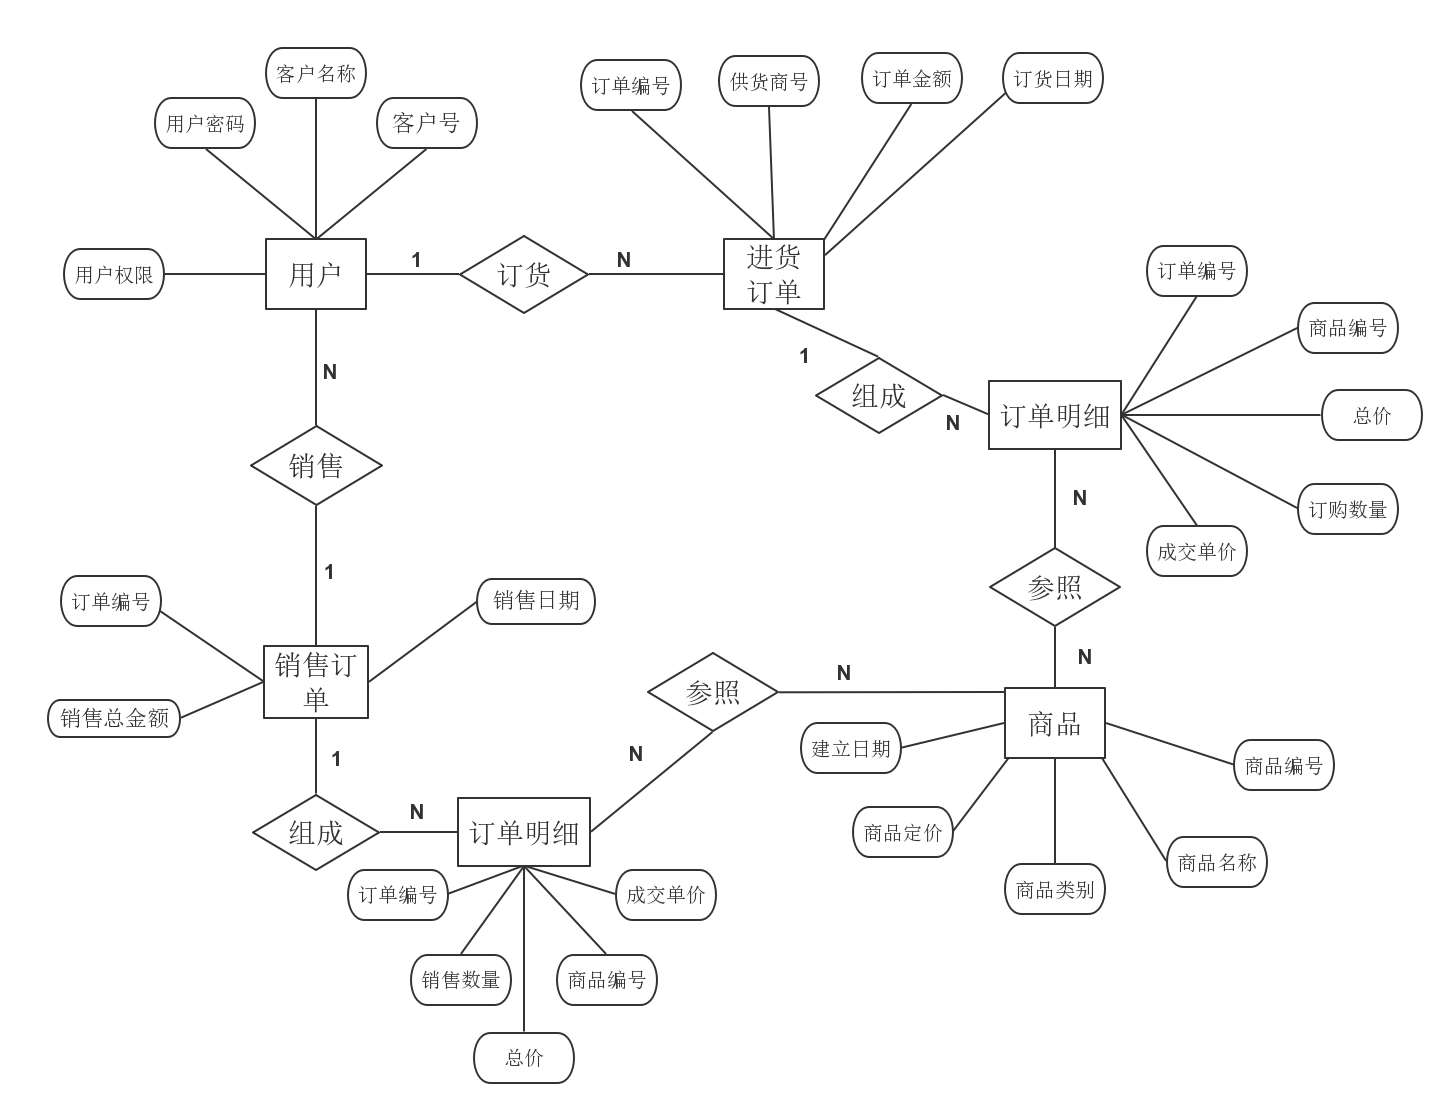 客户名称
用户密码
客户号
用户权限
用户
1
订货
N
订单编号
供货商号
订单金额
订货日期
进货
订单
1
组成
N
订单明细
订单编号
商品编号
总价
订购数量
成交单价
N
参照
N
N
销售
1
订单编号
销售日期
销售订
单
销售总金额
1
组成
N
订单明细
N
参照
N
商品
建立日期
商品定价
商品类别
商品名称
商品编号
订单编号
成交单价
销售数量
商品编号
总价